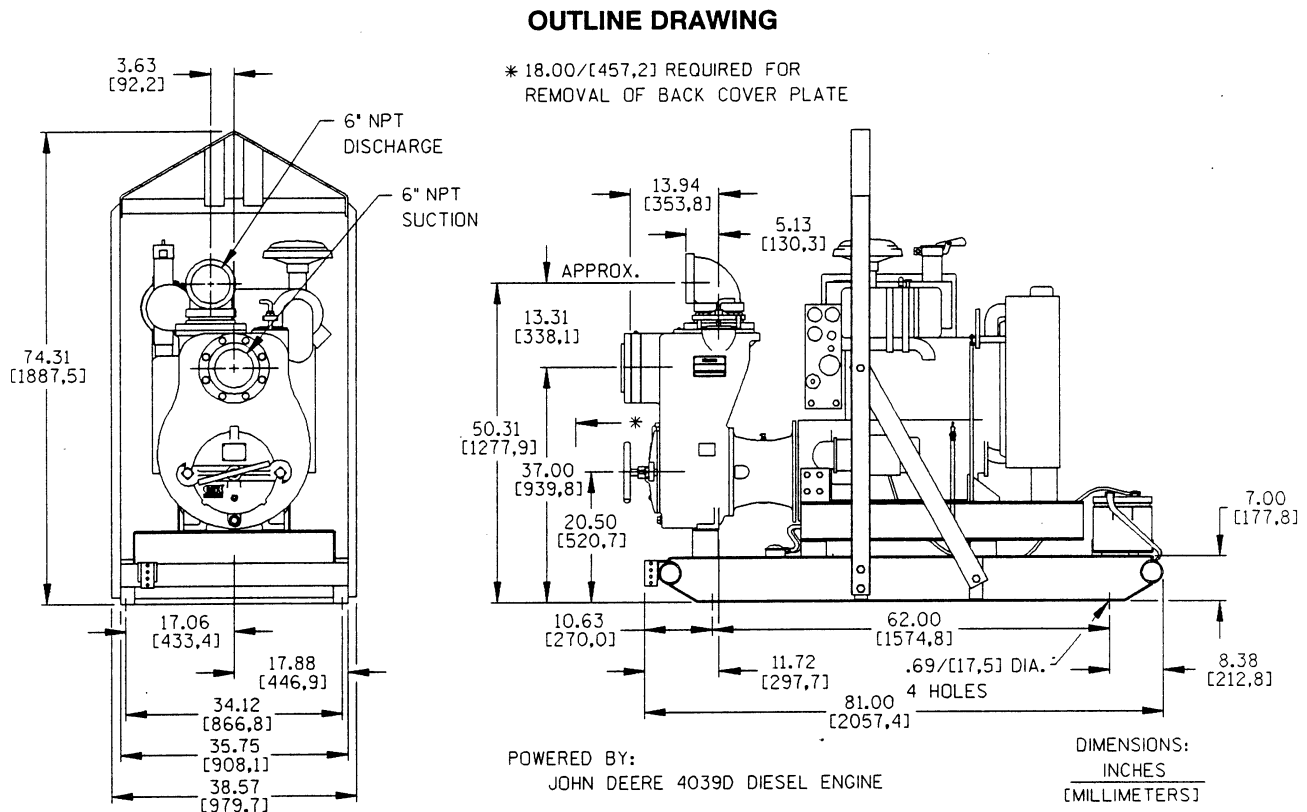 OUTLINE DRAWING
* 18.00/[457,2] REQUIRED FOR
REMOVAL OF BACK COVER PLATE
3.63
[92,2]
6" NPT
DISCHARGE
6" NPT
SUCTION
74.31
[1887,5]
17.06
[433,4]
17.88
[446,9]
34.12
[866,8]
35.75
[908,1]
38.57
[979,7]
13.94
[353,8]
5.13
[130,3]
APPROX.
13.31
[338,1]
*
50.31
[1277,9]
37.00
[939,8]
20.50
[520,7]
7.00
[177,8]
10.63
[270,0]
62.00
[1574,8]
11.72
[297,7]
.69/[17,5] DIA.
4 HOLES
8.38
[212,8]
81.00
[2057,4]
POWERED BY:
JOHN DEERE 4039D DIESEL ENGINE
DIMENSIONS:
INCHES
[MILLIMETERS]